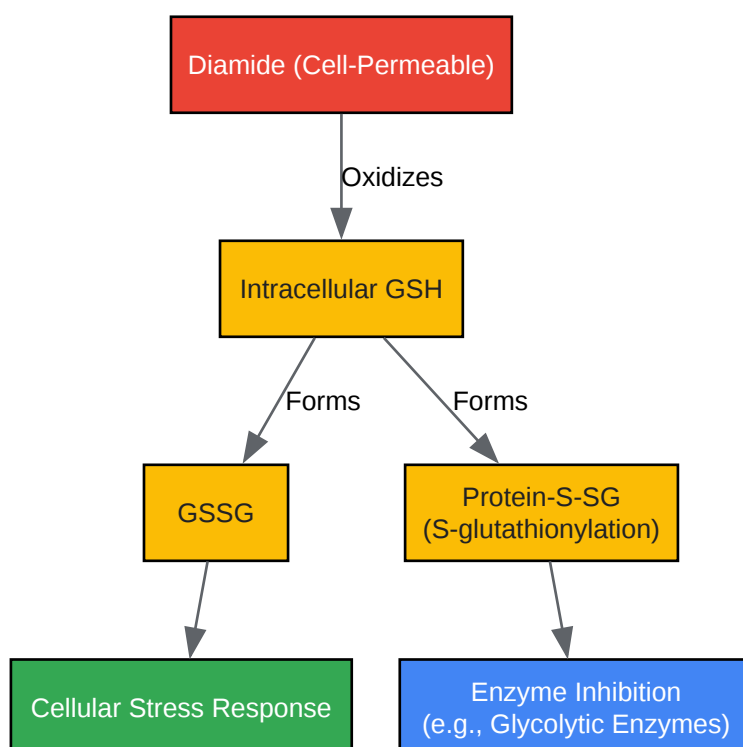 Diamide (Cell-Permeable)
Oxidizes
Intracellular GSH
Forms
Forms
GSSG
Protein-S-SG
(S-glutathionylation)
Cellular Stress Response
Enzyme Inhibition
(e.g., Glycolytic Enzymes)